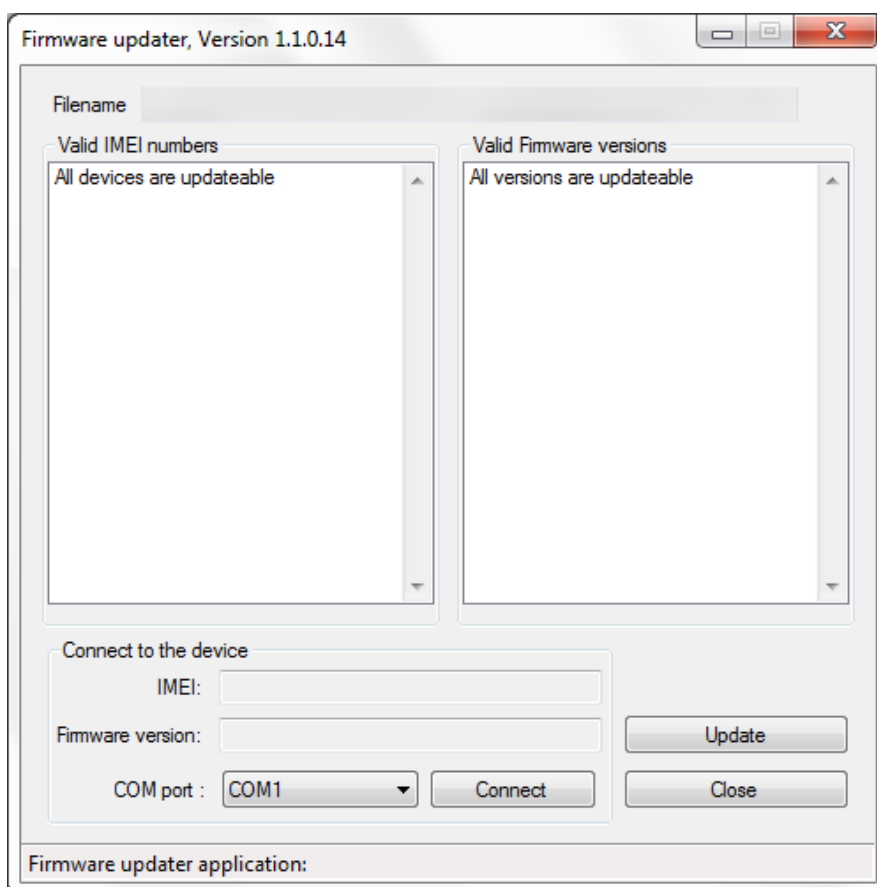 Firmware updater, Version 1.1.0.14
Filename
Valid IMEI numbers
All devices are updateable
Valid Firmware versions
All versions are updateable
Connect to the device
IMEI:
Firmware version:
Update
COM port :
COM1
Connect
Close
Firmware updater application: